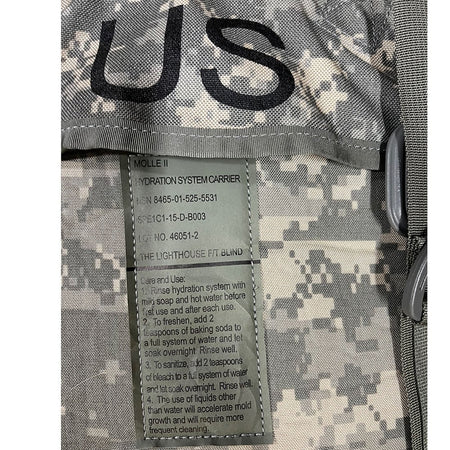 US
MOLLE II
HYDRATION SYSTEM CARRIER
NSN 8465-01-525-5531
SPE1C1-15-D-B003
LOT NO. 46051-2
THE LIGHTHOUSE F/T BLIND
Care and Use:
1. Rinse hydration system with
mild soap and hot water before
first use and after each use.
2. To freshen, add 2
teaspoons of baking soda to
a full system of water and let
soak overnight. Rinse well.
3. To sanitize, add 2 teaspoons
of bleach to a full system of water
and let soak overnight. Rinse well.
4. The use of liquids other
than water will accelerate mold
growth and will require more
frequent cleaning.